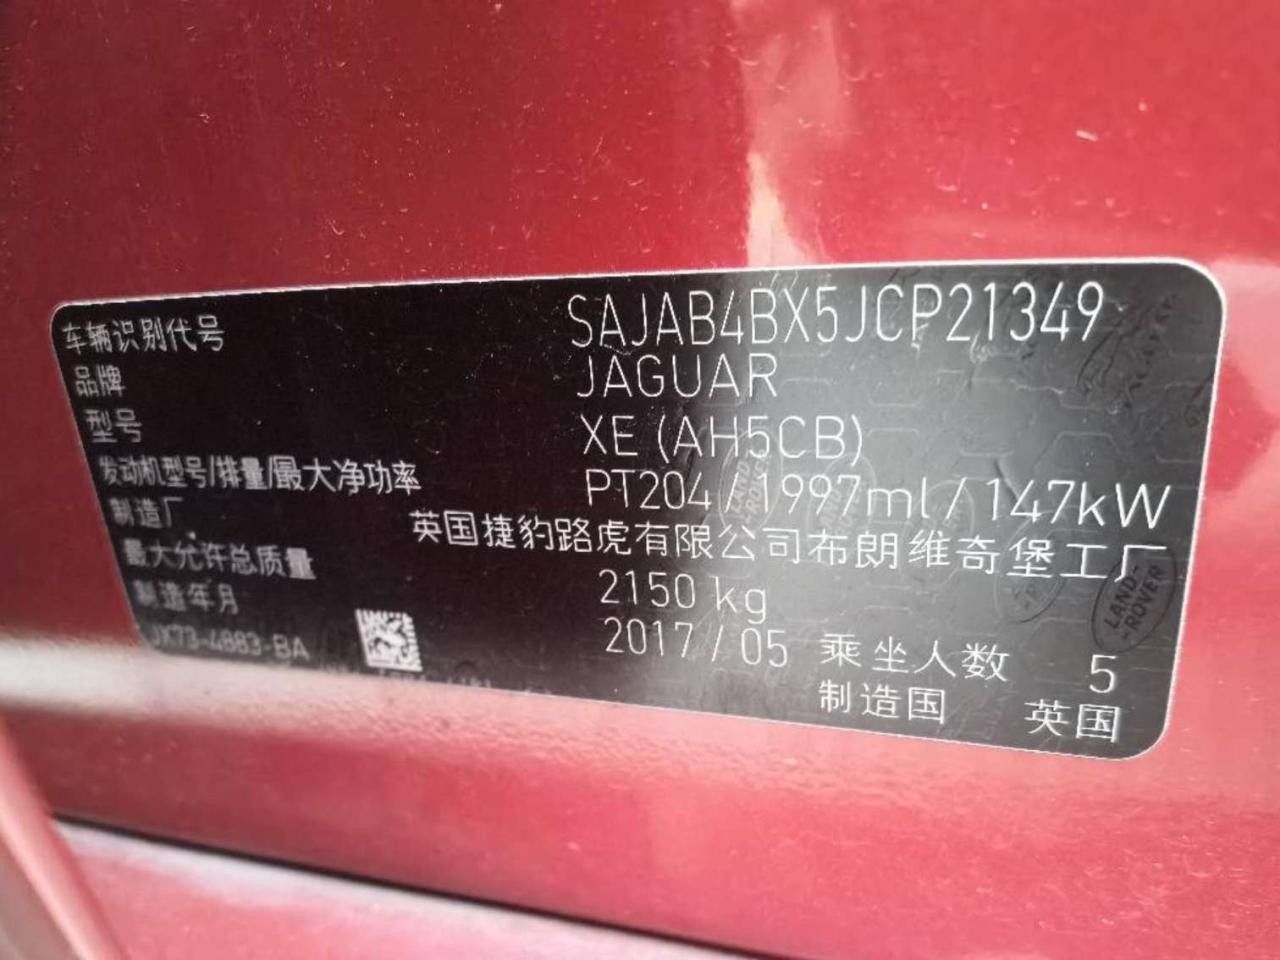 车辆识别代号 SAJAB4BX5JCP21349
品牌 JAGUAR
型号 XE (AH5CB)
发动机型号/排量/最大净功率 PT204 / 1997ml / 147kW
制造厂 英国捷豹路虎有限公司布朗维奇堡工厂
最大允许总质量 2150 kg
制造年月 2017 / 05 乘坐人数 5
JX73-4883-BA 制造国 英国
LAND-ROVER